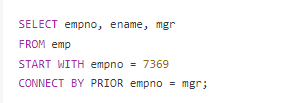 SELECT empno, ename, mgr
FROM emp
START WITH empno = 7369
CONNECT BY PRIOR empno = mgr;